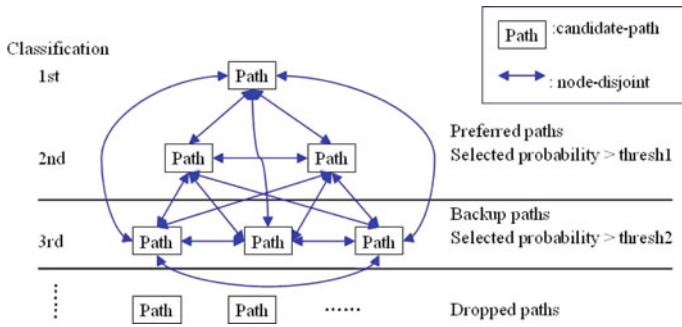 Path :candidate-path
: node-disjoint
Classification
1st Path
Preferred paths
2nd Path Path Selected probability > thresh1
Backup paths
3rd Path Path Path Selected probability > thresh2
Path Path ...... Dropped paths